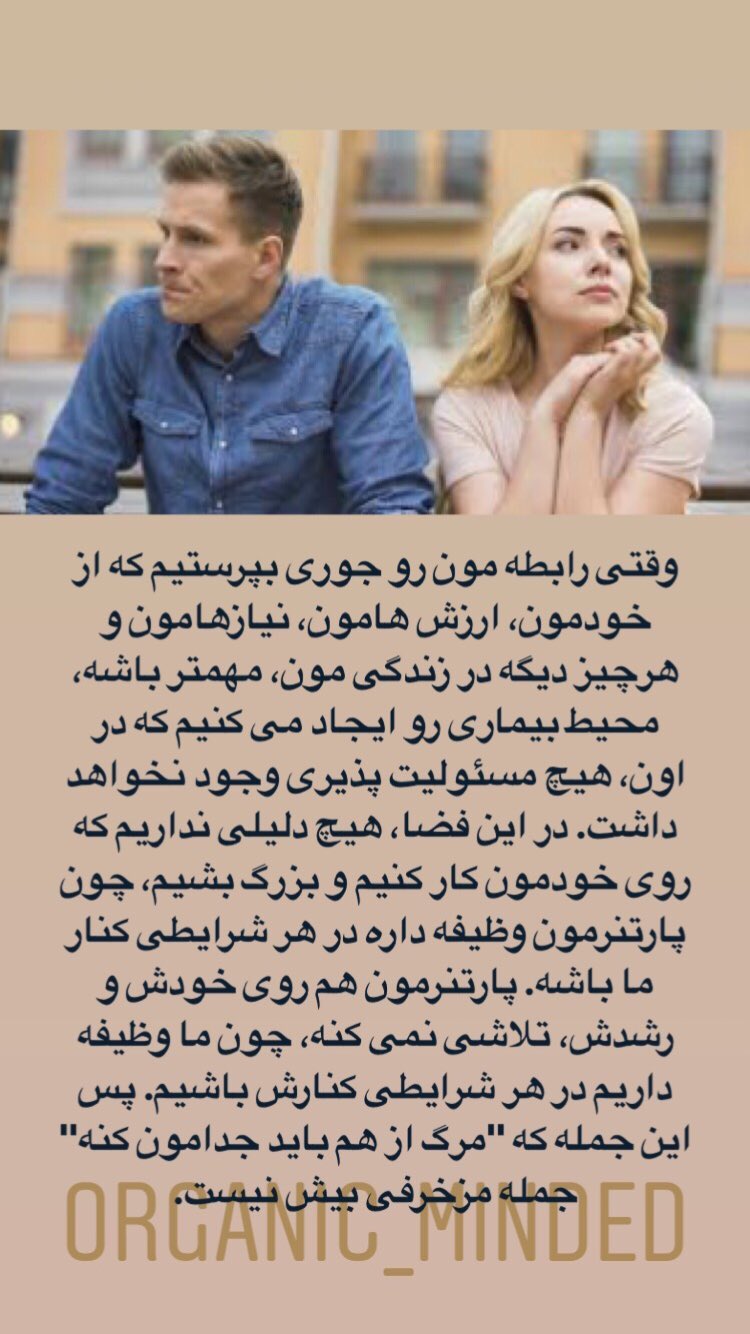 وقتی رابطه مون رو جوری بپرستیم که از
خودمون، ارزش هامون، نیازهامون و
هرچیز دیگه در زندگی مون، مهمتر باشه،
محیط بیماری رو ایجاد می کنیم که در
اون، هیچ مسئولیت پذیری وجود نخواهد
داشت. در این فضا، هیچ دلیلی نداریم که
روی خودمون کار کنیم و بزرگ بشیم، چون
پارتنرمون وظیفه داره در هر شرایطی کنار
ما باشه. پارتنرمون هم روی خودش و
رشدش، تلاشی نمی کنه، چون ما وظیفه
داریم در هر شرایطی کنارش باشیم. پس
این جمله که "مرگ از هم باید جدامون کنه"
جمله مزخرفی بیش نیست.
ORGANIC_MINDED